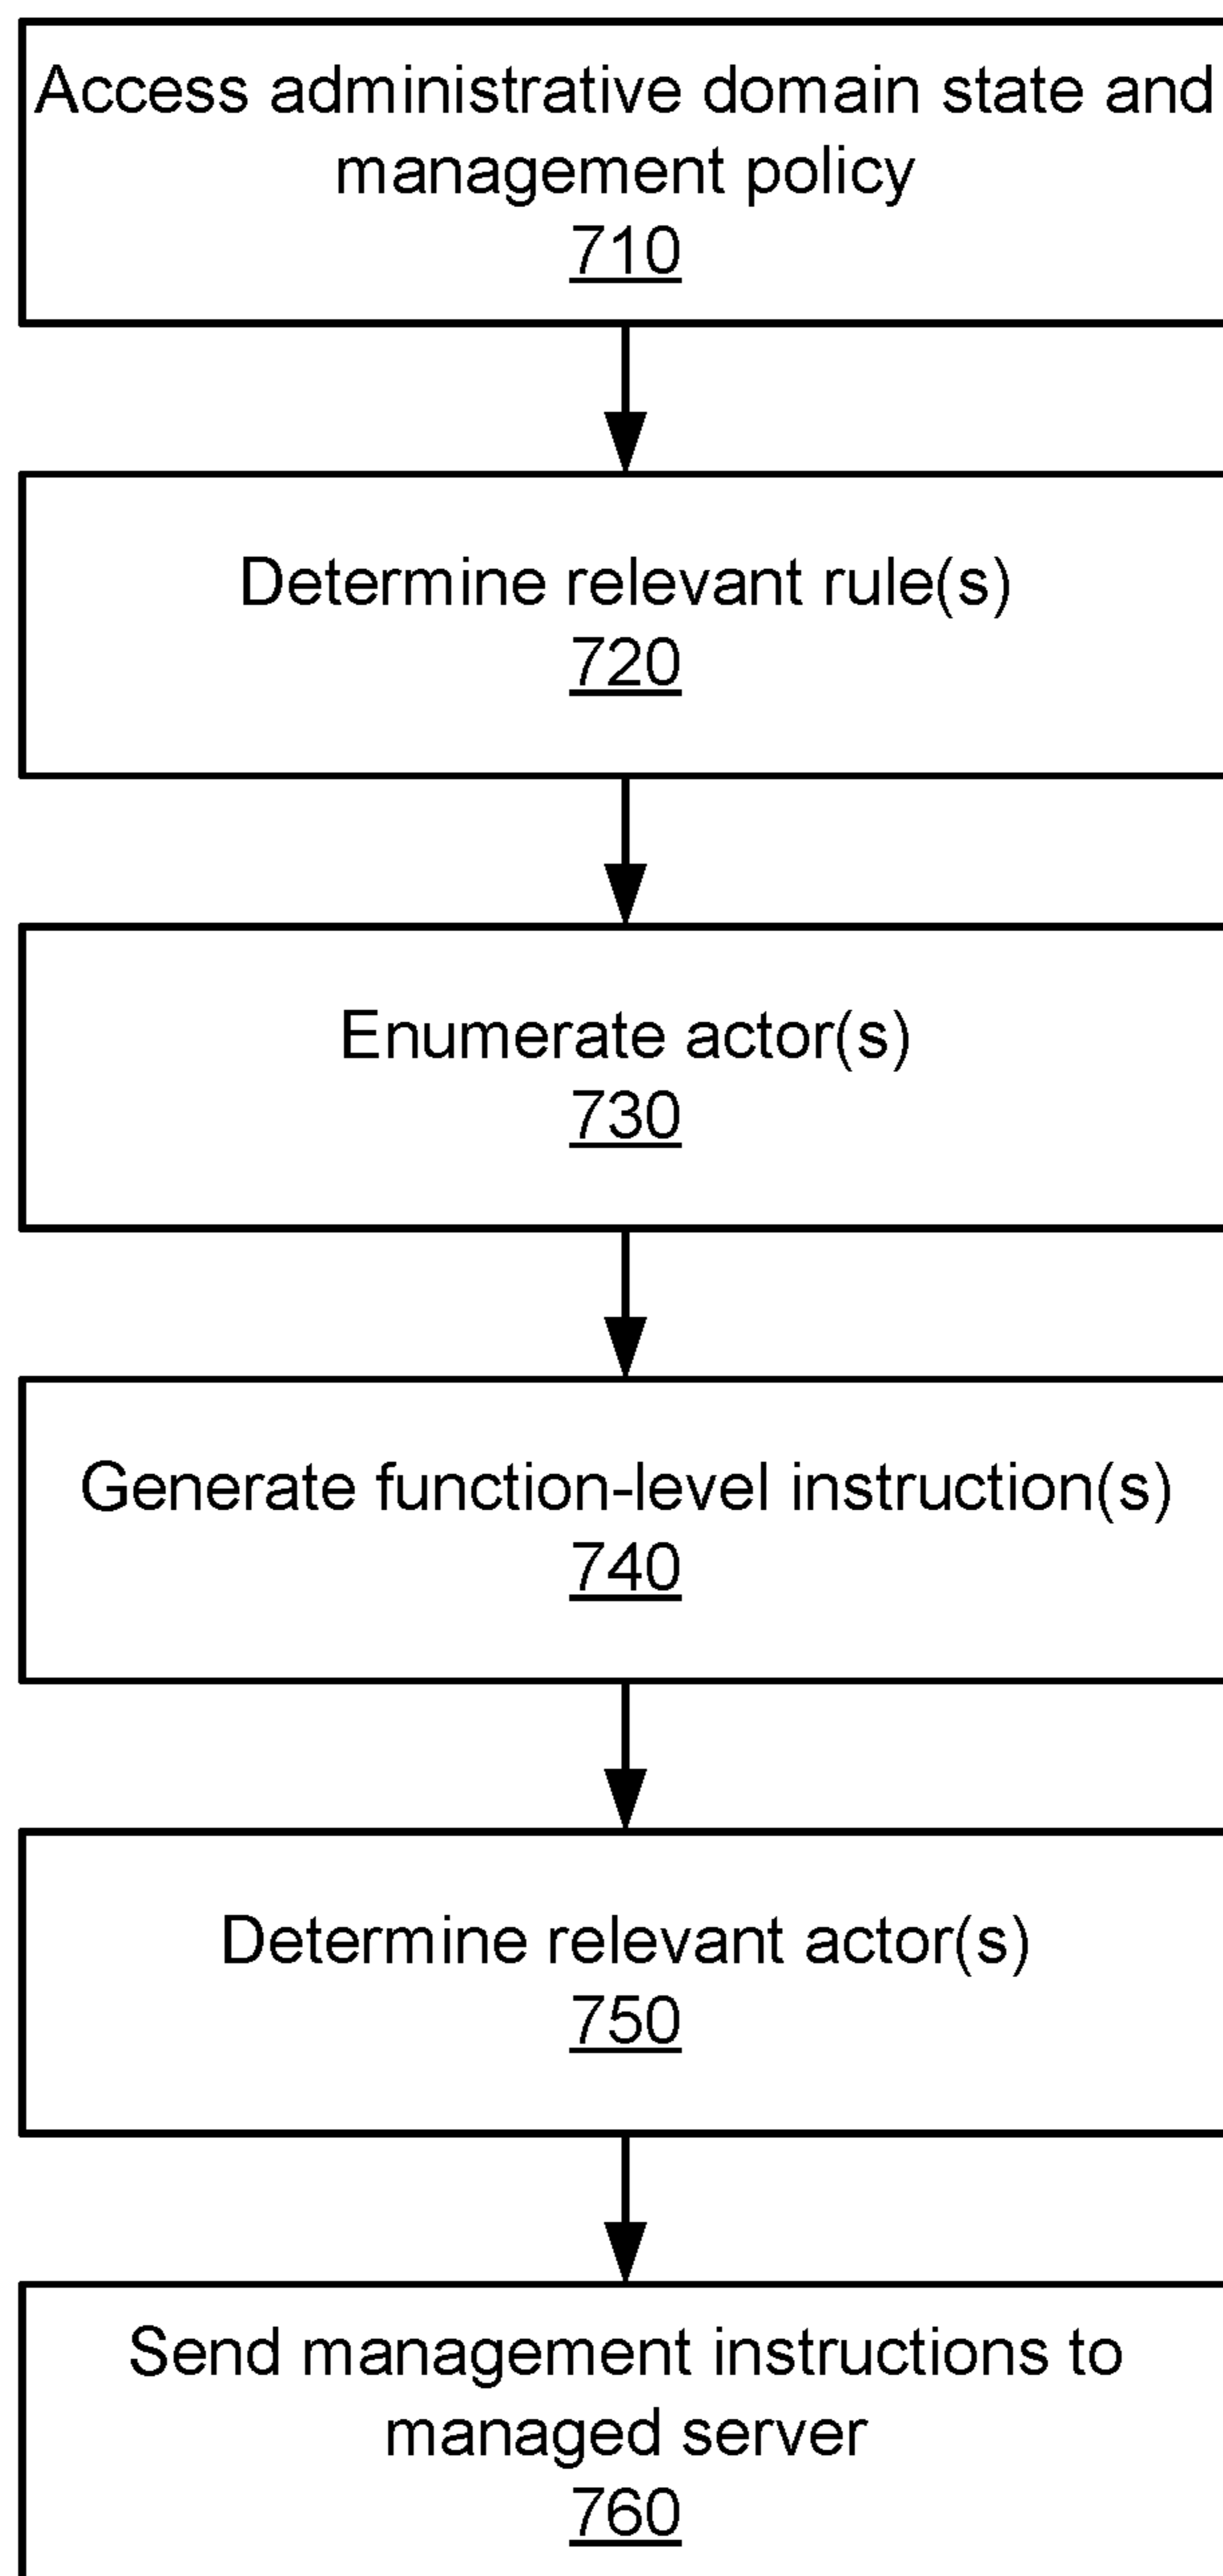 Access administrative domain state and
management policy
710
Determine relevant rule(s)
720
Enumerate actor(s)
730
Generate function-level instruction(s)
740
Determine relevant actor(s)
750
Send management instructions to
managed server
760